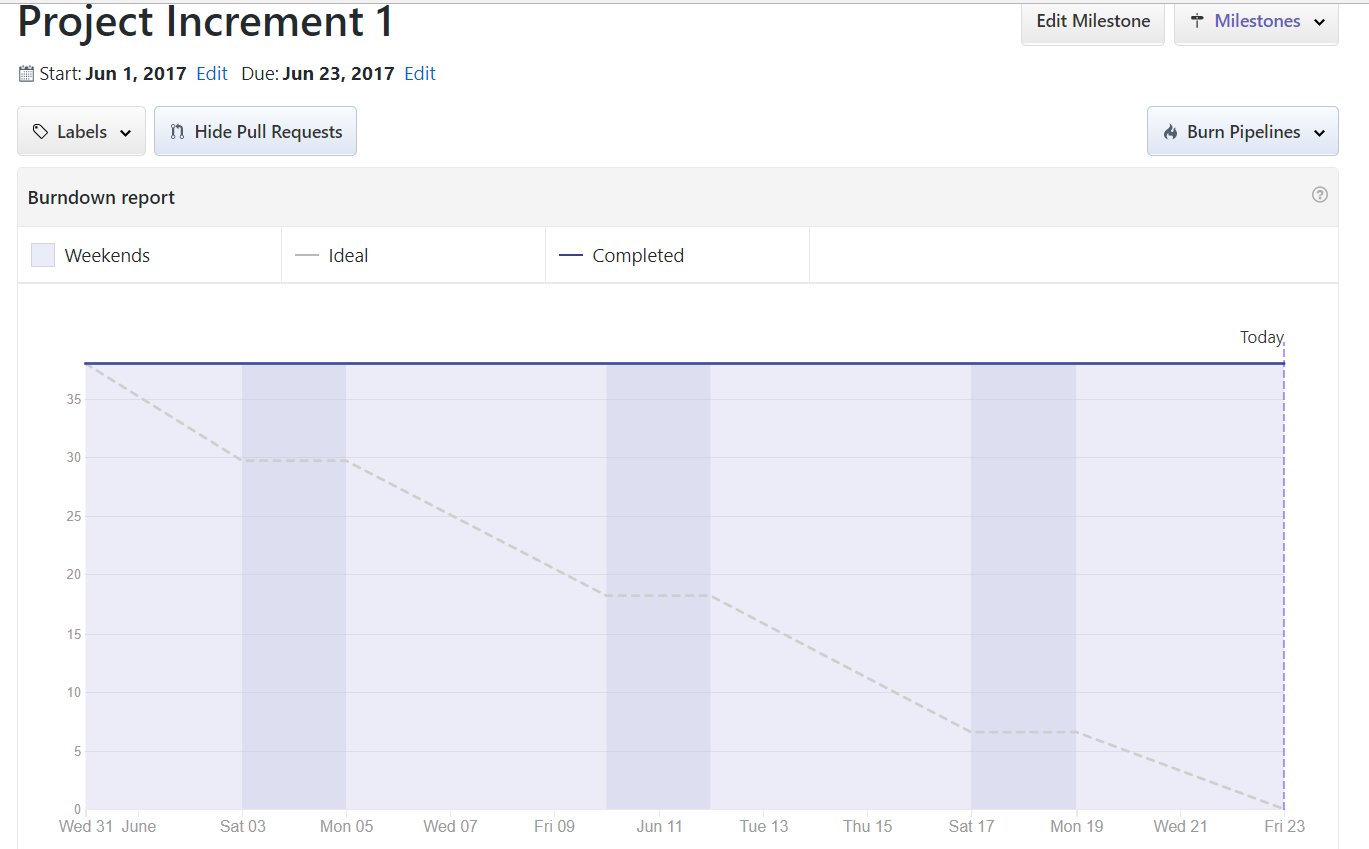 Project Increment 1
Edit Milestone
Milestones
Start: Jun 1, 2017 Edit Due: Jun 23, 2017 Edit
Labels
Hide Pull Requests
Burn Pipelines
Burndown report
?
Weekends
Ideal
Completed
Today
35
30
25
20
15
10
5
0
Wed 31 June Sat 03 Mon 05 Wed 07 Fri 09 Jun 11 Tue 13 Thu 15 Sat 17 Mon 19 Wed 21 Fri 23